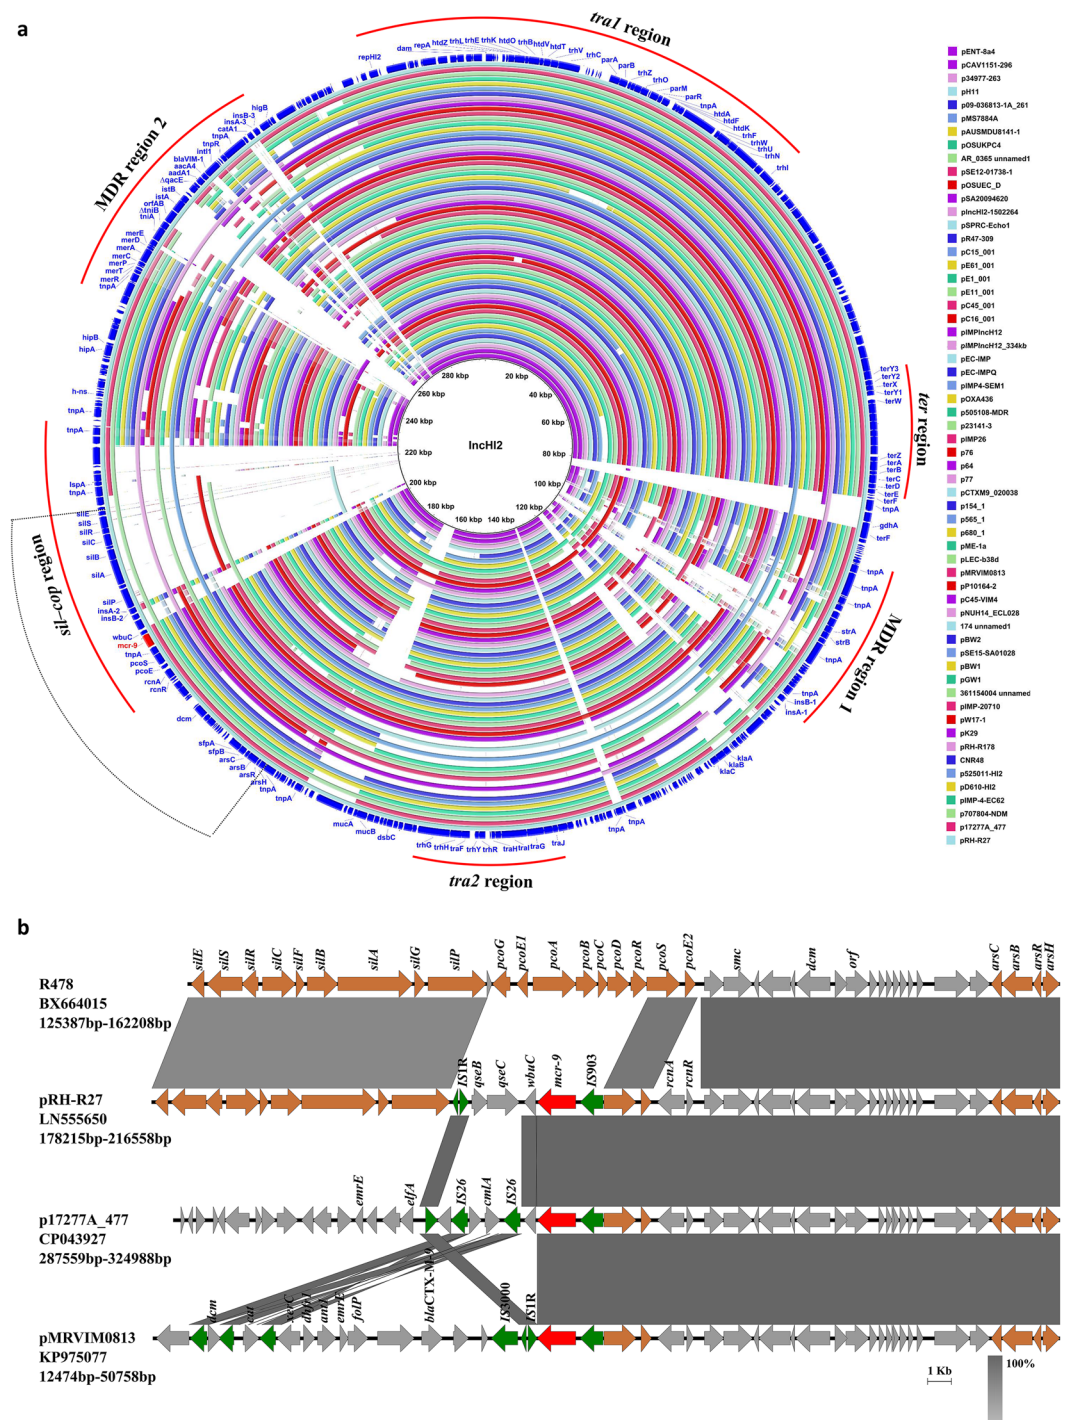 a
tra1 region
dam
repA
htdZ
trhL
trhE
trhK
htdO
trhB
htdV
htdT
trhV
trhC
parA
parB
trhZ
trhO
parM
parR
tnpA
htdA
htdF
htdK
trhF
trhW
trhU
trhN
trhI
ter region
terY3
terY2
terX
terY1
terW
terZ
terA
terB
terC
terD
terE
terF
tnpA
gdhA
terF
MDR region 1
tnpA
tnpA
strA
strB
tnpA
tnpA
insB-1
insA-1
klaA
klaB
klaC
tnpA
tnpA
tra2 region
traJ
traG
traI
traH
trhR
trhY
traF
trhH
trhG
dsbC
mucB
mucA
tnpA
tnpA
arsH
arsR
arsB
arsC
sfpB
sfpA
dcm
sil–cop region
rcnR
rcnA
pcoE
pcoS
tnpA
mcr-9
wbuC
insB-2
insA-2
silP
silA
silB
silC
silR
silS
silE
tnpA
lspA
tnpA
tnpA
h-ns
hipA
hipB
MDR region 2
tnpA
merR
merT
merP
merC
merA
merD
merE
tniA
ΔtniB
orfAB
istA
istB
ΔqacE
aadA1
aacA4
blaVIM-1
intI1
tnpR
tnpA
catA1
insA-3
insB-3
higB
repHI2
IncHI2
20 kbp
40 kbp
60 kbp
80 kbp
100 kbp
120 kbp
140 kbp
160 kbp
180 kbp
200 kbp
220 kbp
240 kbp
260 kbp
280 kbp
pENT-8a4
pCAV1151-296
p34977-263
pH11
p09-036813-1A_261
pMS7884A
pAUSMDU8141-1
pOSUKPC4
AR_0365 unnamed1
pSE12-01738-1
pOSUEC_D
pSA20094620
pIncHI2-1502264
pSPRC-Echo1
pR47-309
pC15_001
pE61_001
pE1_001
pE11_001
pC45_001
pC16_001
pIMPIncH12
pIMPIncH12_334kb
pEC-IMP
pEC-IMPQ
pIMP4-SEM1
pOXA436
p505108-MDR
p23141-3
pIMP26
p76
p64
p77
pCTXM9_020038
p154_1
p565_1
p680_1
pME-1a
pLEC-b38d
pMRVIM0813
pP10164-2
pC45-VIM4
pNUH14_ECL028
174 unnamed1
pBW2
pSE15-SA01028
pBW1
pGW1
361154004 unnamed
pIMP-20710
pW17-1
pK29
pRH-R178
CNR48
p525011-HI2
pD610-HI2
pIMP-4-EC62
p707804-NDM
p17277A_477
pRH-R27
b
silE silS silR silC silF silB silA silG silP pcoG pcoE1 pcoA pcoB pcoC pcoD pcoR pcoS pcoE2 smc dcm orf arsC arsB arsR arsH
R478
BX664015
125387bp-162208bp
IS1R qseB qseC wbuC mcr-9 IS903 rcnA rcnR
pRH-R27
LN555650
178215bp-216558bp
emrE elfA IS26 cmlA IS26
p17277A_477
CP043927
287559bp-324988bp
dcm cat xerC dhfrI antI emrE folP blaCTX-M-9 IS3000 IS1R
pMRVIM0813
KP975077
12474bp-50758bp
1 Kb
100%